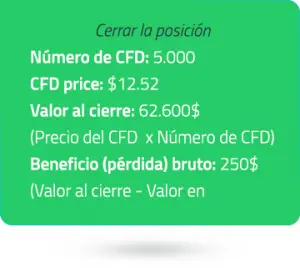 Cerrar la posición
Número de CFD: 5.000
CFD price: $12.52
Valor al cierre: 62.600$
(Precio del CFD x Número de CFD)
Beneficio (pérdida) bruto: 250$
(Valor al cierre - Valor en